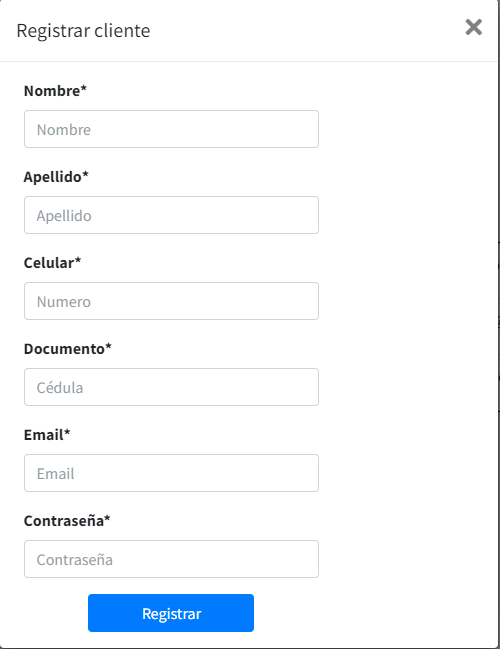 Registrar cliente
Nombre*
Nombre
Apellido*
Apellido
Celular*
Numero
Documento*
Cédula
Email*
Email
Contraseña*
Contraseña
Registrar